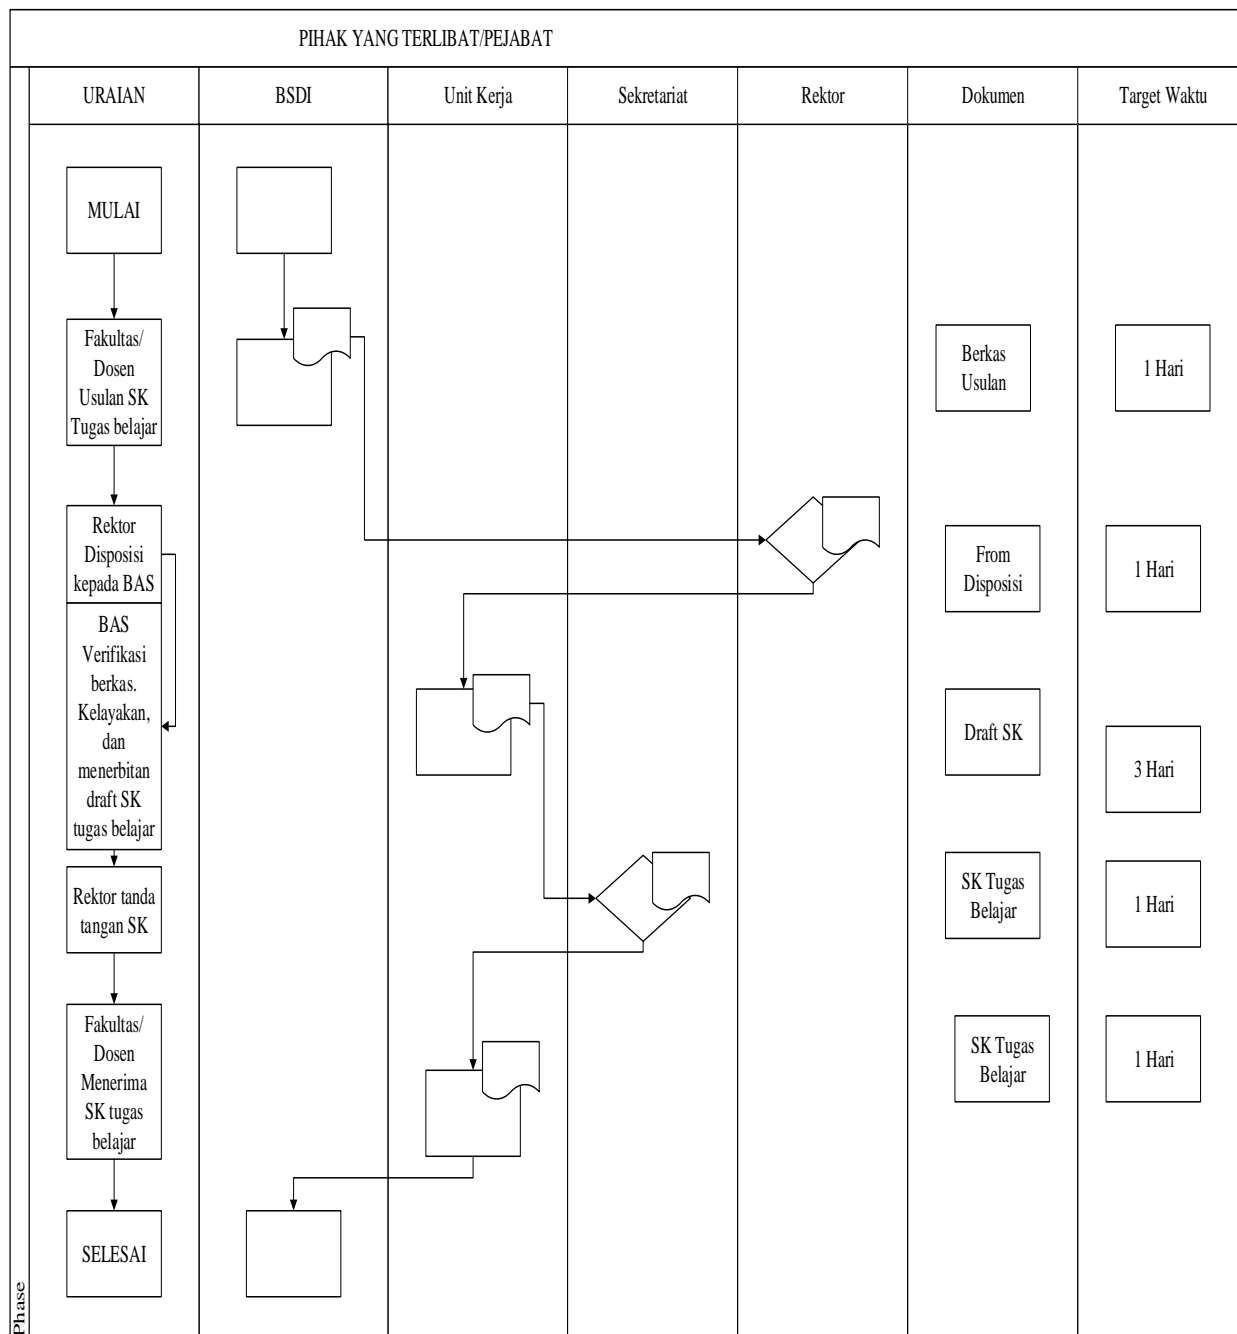 PIHAK YANG TERLIBAT/PEJABAT
URAIAN
BSDI
Unit Kerja
Sekretariat
Rektor
Dokumen
Target Waktu
MULAI
Fakultas/
Dosen
Usulan SK
Tugas belajar
Berkas
Usulan
1 Hari
Rektor
Disposisi
kepada BAS
From
Disposisi
1 Hari
BAS
Verifikasi
berkas.
Kelayakan,
dan
menerbitan
draft SK
tugas belajar
Draft SK
3 Hari
Rektor tanda
tangan SK
SK Tugas
Belajar
1 Hari
Fakultas/
Dosen
Menerima
SK tugas
belajar
SK Tugas
Belajar
1 Hari
SELESAI
Phase